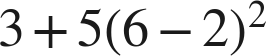 3 + 5(6 − 2)²